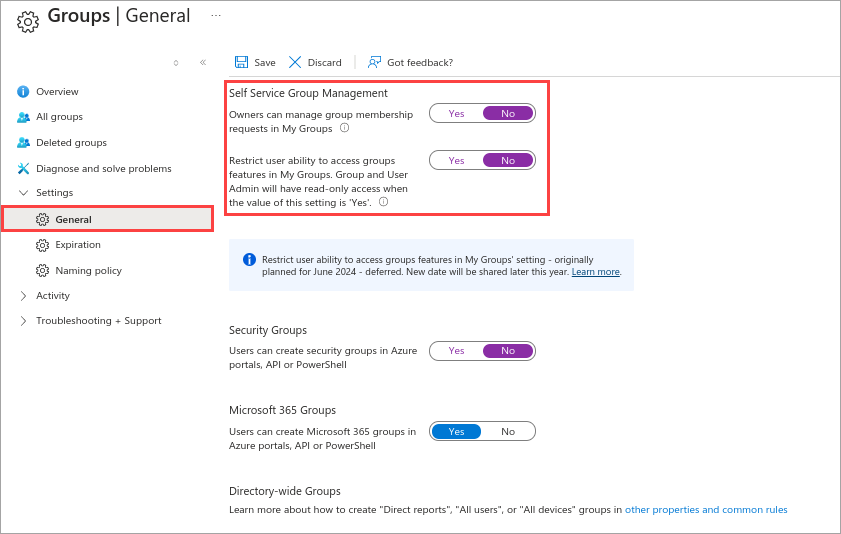 Groups | General ...
«
Save Discard Got feedback?
Overview
All groups
Deleted groups
Diagnose and solve problems
Settings
General
Expiration
Naming policy
Activity
Troubleshooting + Support
Self Service Group Management
Owners can manage group membership
requests in My Groups
Yes No
Restrict user ability to access groups
features in My Groups. Group and User
Admin will have read-only access when
the value of this setting is 'Yes'.
Yes No
Restrict user ability to access groups features in My Groups' setting - originally
planned for June 2024 - deferred. New date will be shared later this year. Learn more.
Security Groups
Users can create security groups in Azure
portals, API or PowerShell
Yes No
Microsoft 365 Groups
Users can create Microsoft 365 groups in
Azure portals, API or PowerShell
Yes No
Directory-wide Groups
Learn more about how to create "Direct reports", "All users", or "All devices" groups in other properties and common rules